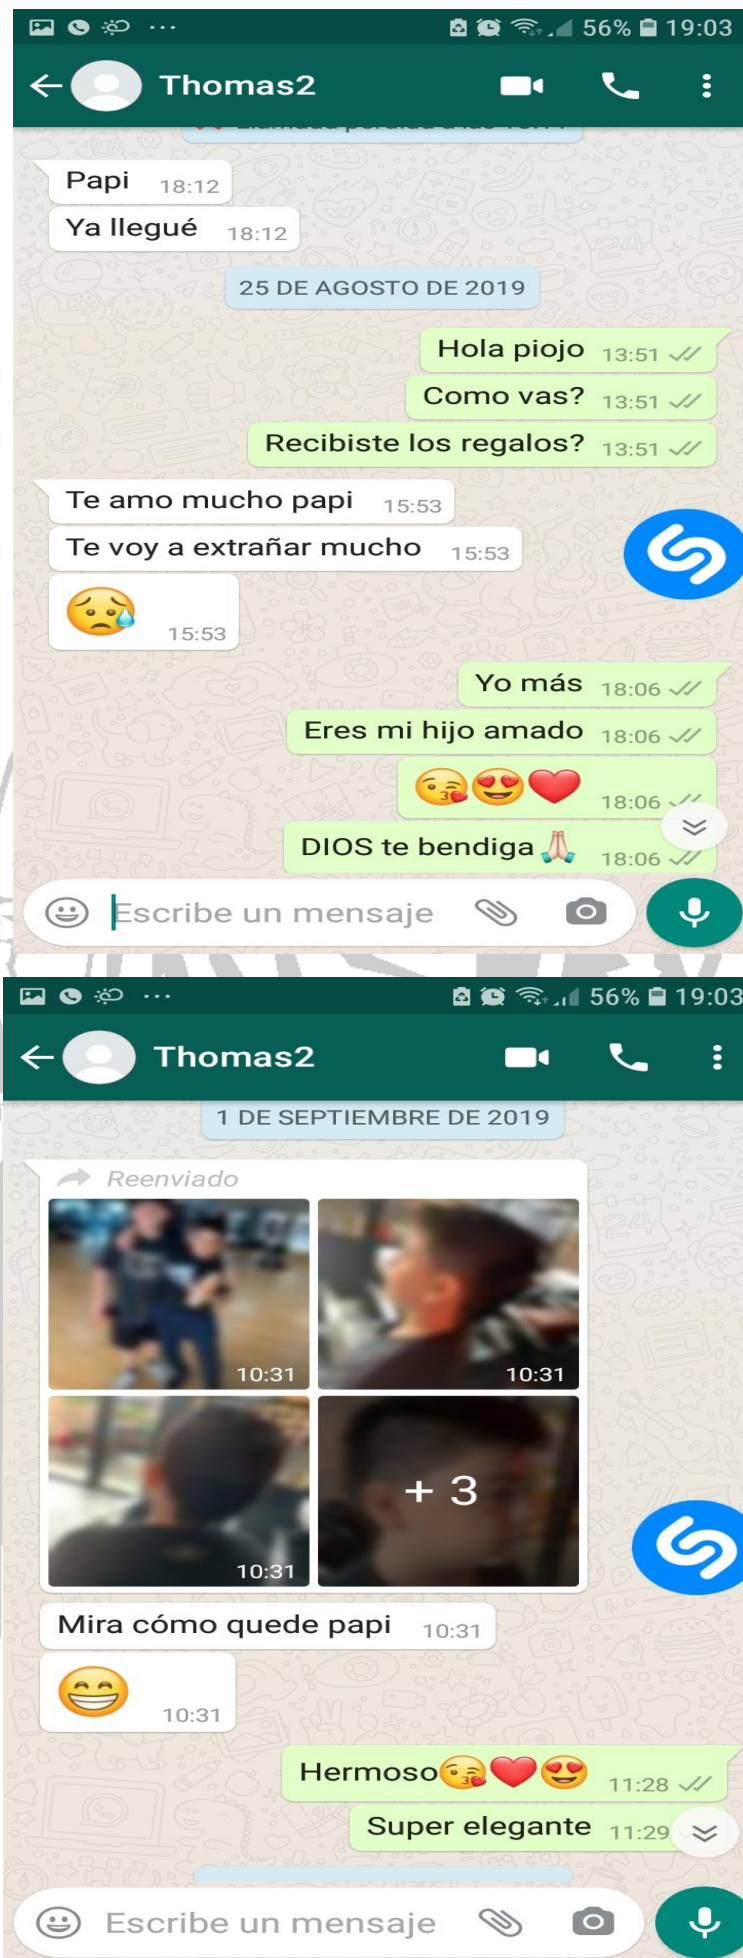 56% 19:03
Thomas2
Papi 18:12
Ya llegué 18:12
25 DE AGOSTO DE 2019
Hola piojo 13:51
Como vas? 13:51
Recibiste los regalos? 13:51
Te amo mucho papi 15:53
Te voy a extrañar mucho 15:53
15:53
Yo más 18:06
Eres mi hijo amado 18:06
18:06
DIOS te bendiga 18:06
Escribe un mensaje
56% 19:03
Thomas2
1 DE SEPTIEMBRE DE 2019
Reenviado
10:31 10:31
10:31 + 3
Mira cómo quede papi 10:31
10:31
Hermoso 11:28
Super elegante 11:29
Escribe un mensaje